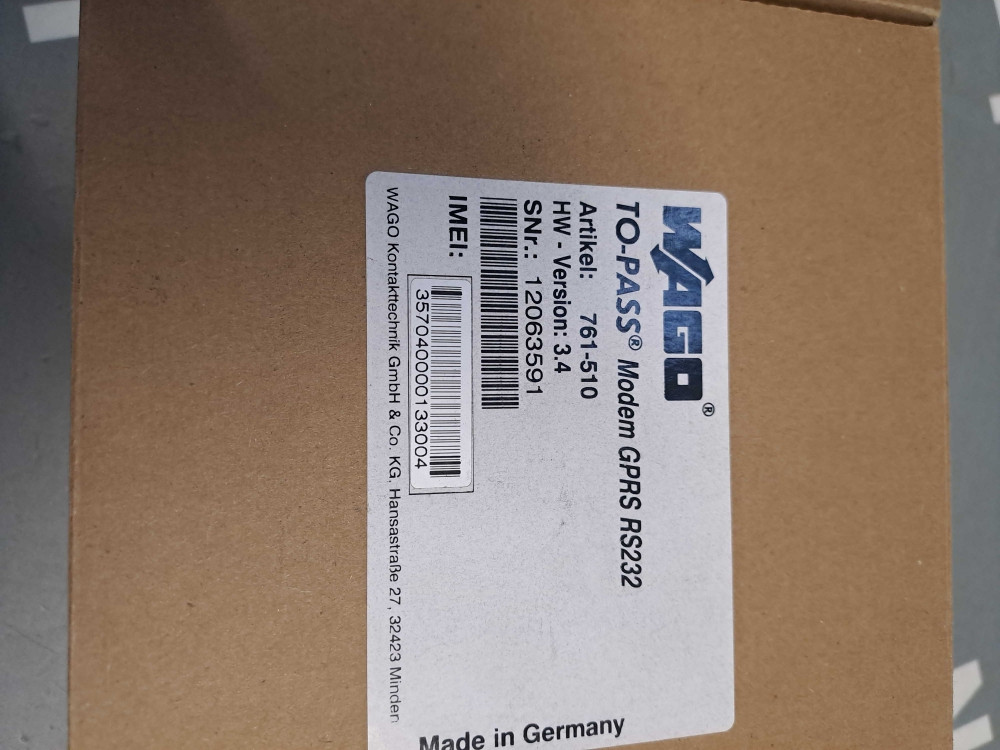 WAGO®
TO-PASS® Modem GPRS RS232
Artikel: 761-510
HW - Version: 3.4
SNr.: 12063591
IMEI: 357040000133004
WAGO Kontakttechnik GmbH & Co. KG, Hansastraße 27, 32423 Minden
Made in Germany